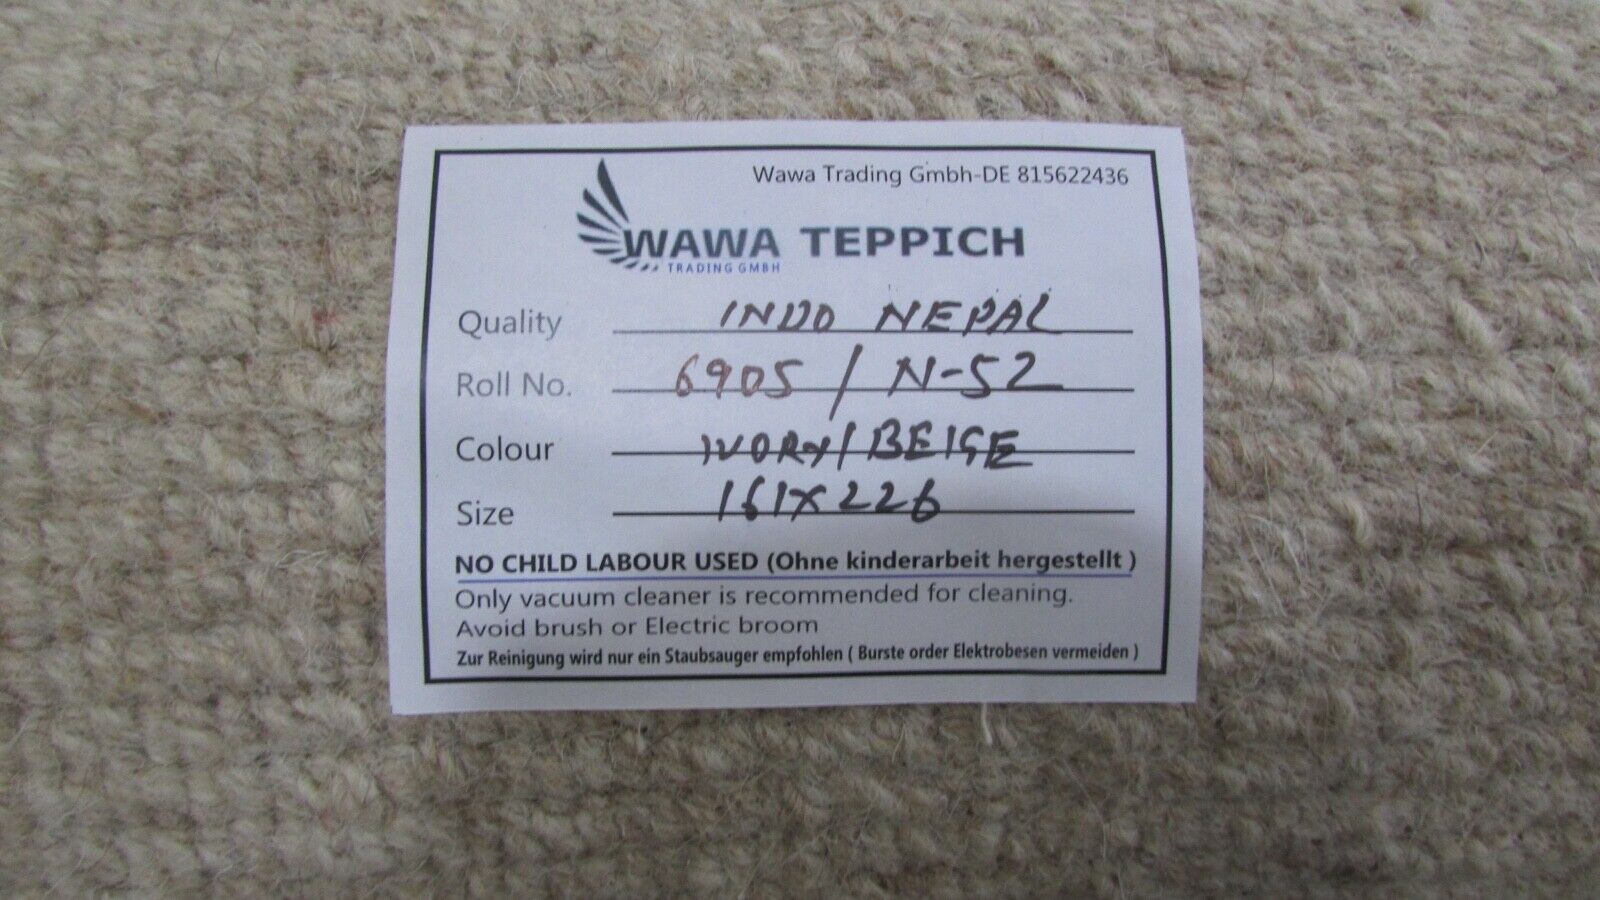 Wawa Trading Gmbh-DE 815622436
WAWA TEPPICH
TRADING GMBH
Quality INDO NEPAL
Roll No. 6905 / N-52
Colour IVORY/BEIGE
Size 161X226
NO CHILD LABOUR USED (Ohne kinderarbeit hergestellt )
Only vacuum cleaner is recommended for cleaning.
Avoid brush or Electric broom
Zur Reinigung wird nur ein Staubsauger empfohlen ( Burste order Elektrobesen vermeiden )